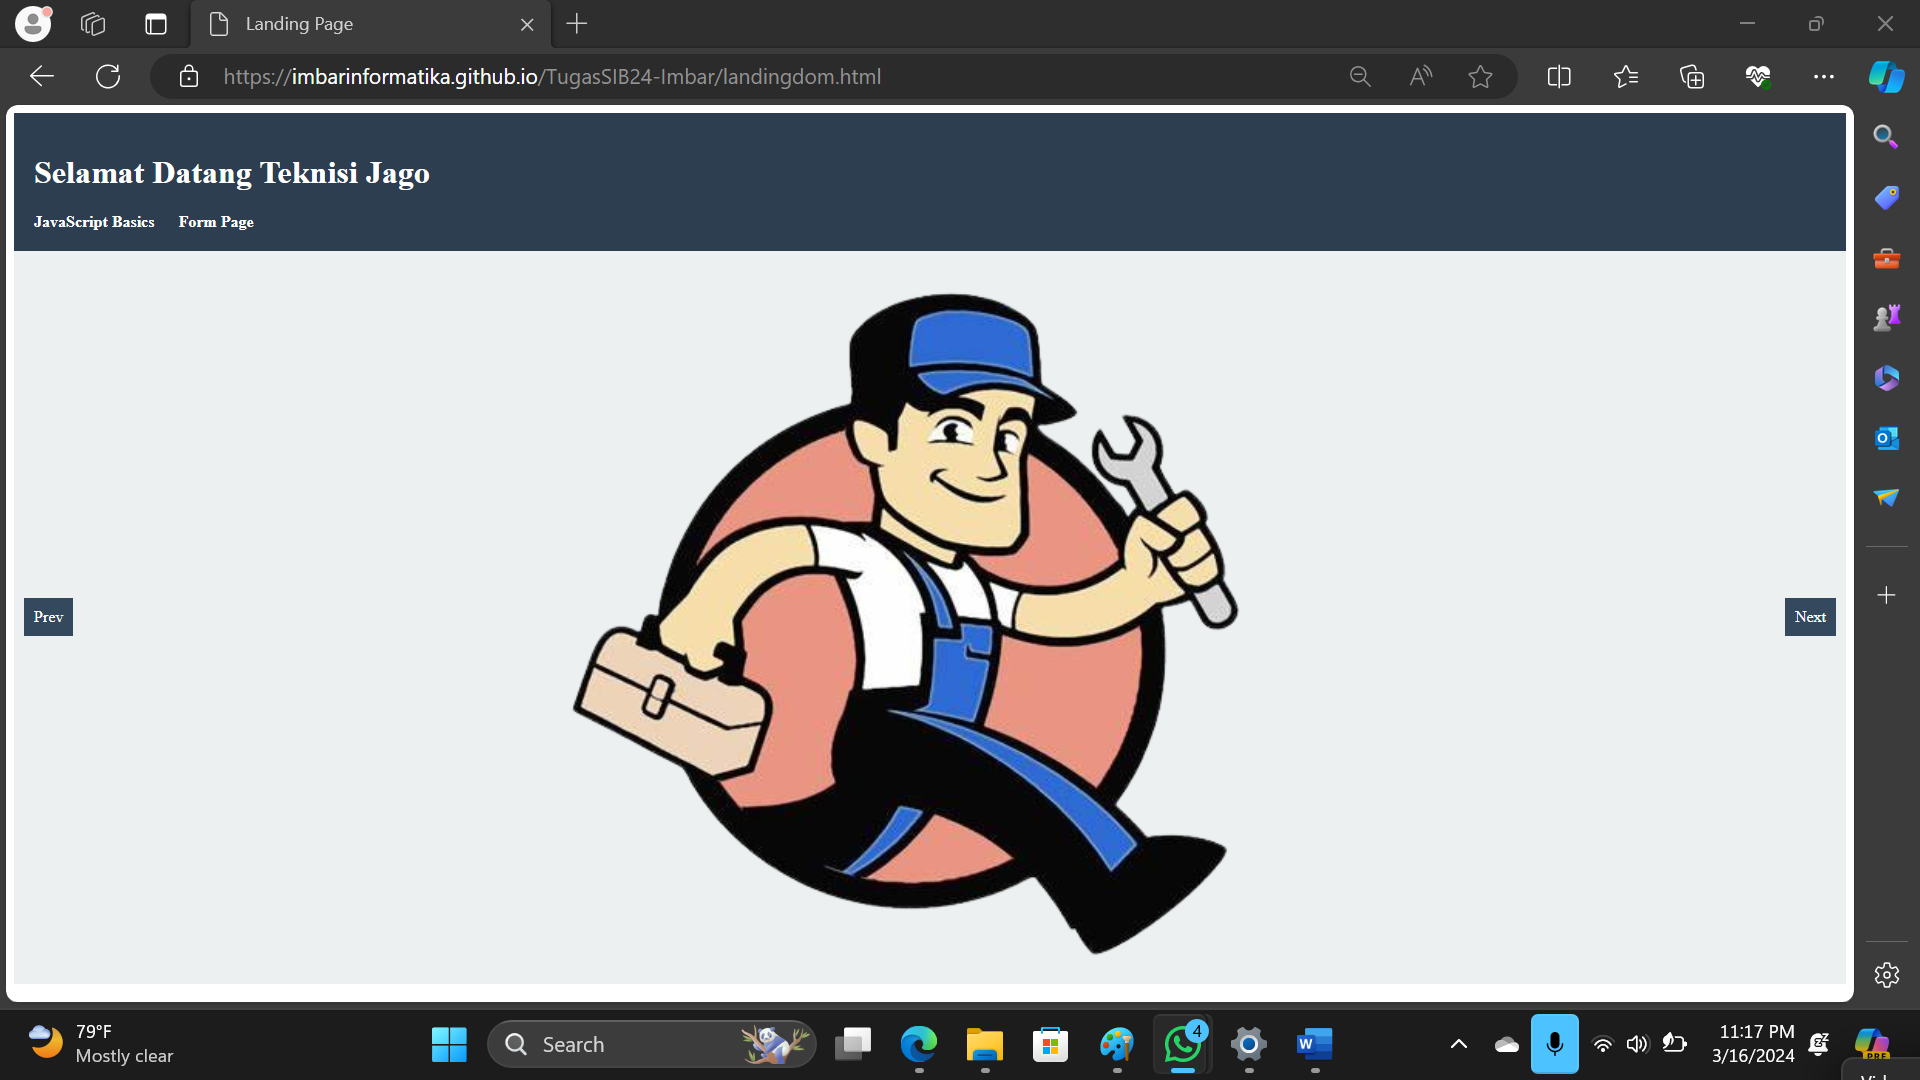 Landing Page
https://imbarinformatika.github.io/TugasSIB24-Imbar/landingdom.html
Selamat Datang Teknisi Jago
JavaScript Basics Form Page
Prev
Next
79°F
Mostly clear
Search
4
11:17 PM
3/16/2024
PRE